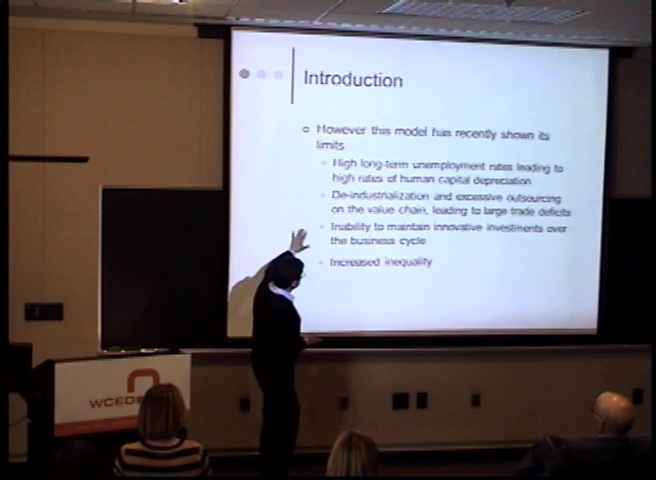 Introduction
However this model has recently shown its
limits
High long-term unemployment rates leading to
high rates of human capital depreciation
De-industrialization and excessive outsourcing
on the value chain, leading to large trade deficits
Inability to maintain innovative investments over
the business cycle
Increased inequality